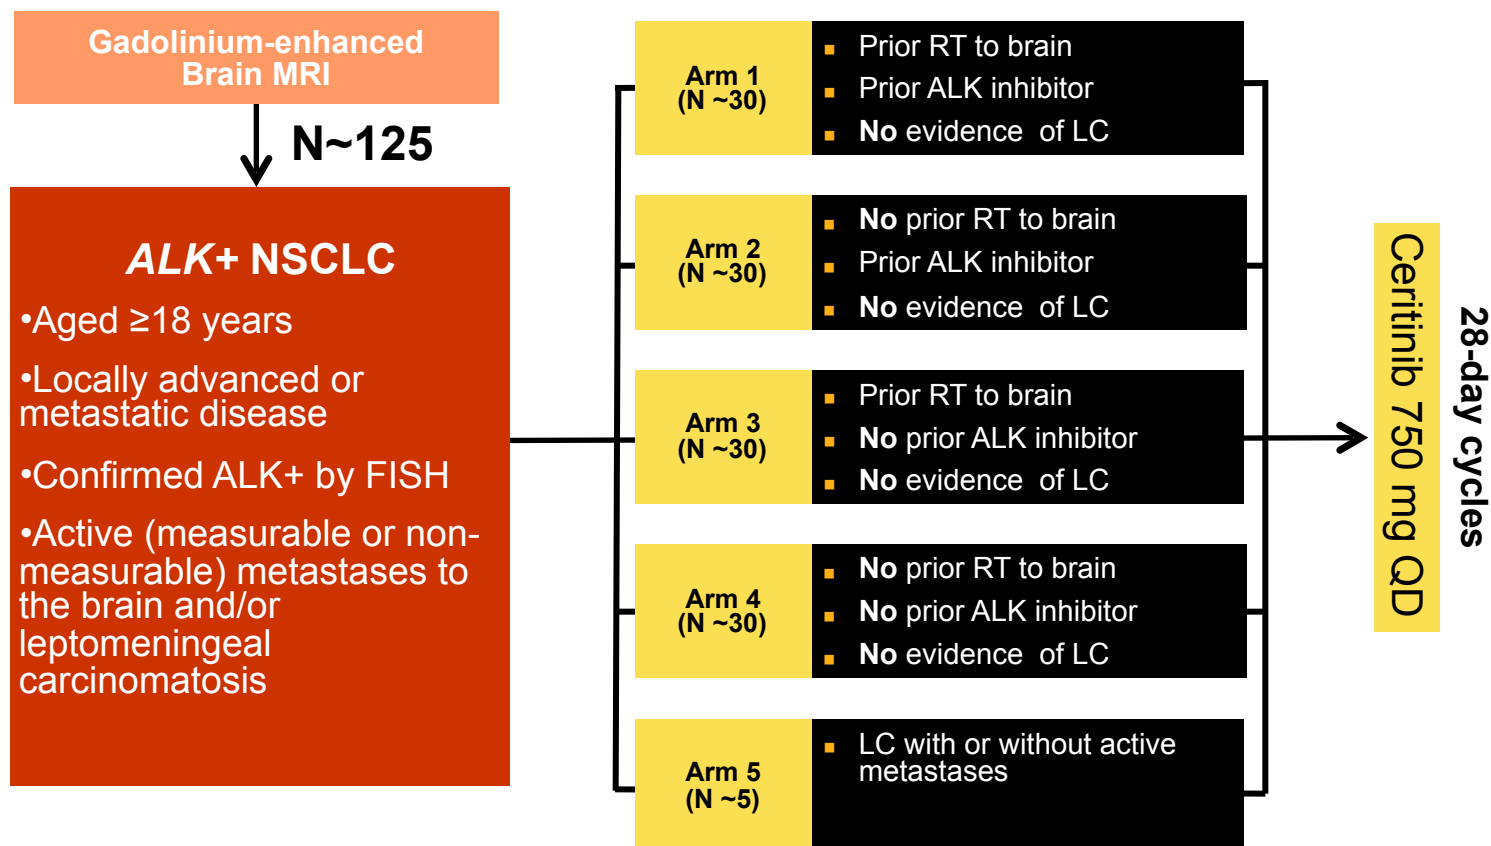 Gadolinium-enhanced
Brain MRI
N~125
ALK+ NSCLC
•Aged ≥18 years
•Locally advanced or
metastatic disease
•Confirmed ALK+ by FISH
•Active (measurable or non-
measurable) metastases to
the brain and/or
leptomeningeal
carcinomatosis
Arm 1
(N ~30)
▪ Prior RT to brain
▪ Prior ALK inhibitor
▪ No evidence of LC
Arm 2
(N ~30)
▪ No prior RT to brain
▪ Prior ALK inhibitor
▪ No evidence of LC
Arm 3
(N ~30)
▪ Prior RT to brain
▪ No prior ALK inhibitor
▪ No evidence of LC
Arm 4
(N ~30)
▪ No prior RT to brain
▪ No prior ALK inhibitor
▪ No evidence of LC
Arm 5
(N ~5)
▪ LC with or without active
metastases
Ceritinib 750 mg QD
28-day cycles